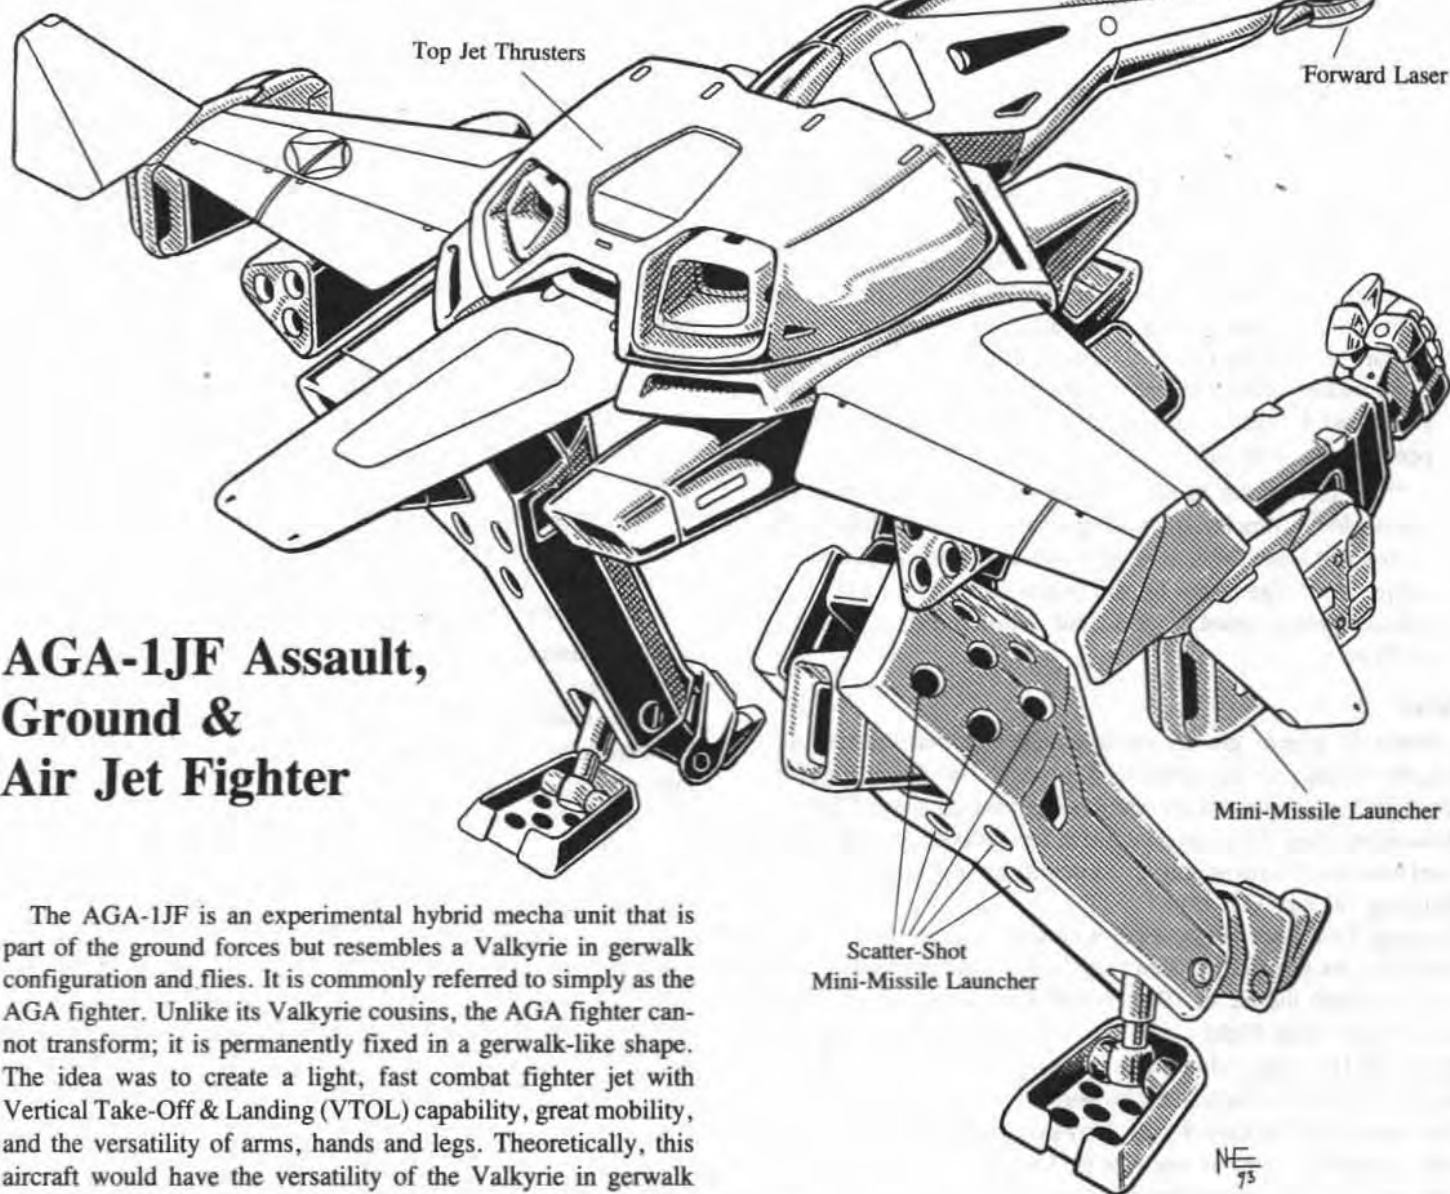 Top Jet Thrusters
Forward Laser
AGA-1JF Assault,
Ground &
Air Jet Fighter
Mini-Missile Launcher
Scatter-Shot
Mini-Missile Launcher
The AGA-1JF is an experimental hybrid mecha unit that is
part of the ground forces but resembles a Valkyrie in gerwalk
configuration and flies. It is commonly referred to simply as the
AGA fighter. Unlike its Valkyrie cousins, the AGA fighter can-
not transform; it is permanently fixed in a gerwalk-like shape.
The idea was to create a light, fast combat fighter jet with
Vertical Take-Off & Landing (VTOL) capability, great mobility,
and the versatility of arms, hands and legs. Theoretically, this
aircraft would have the versatility of the Valkyrie in gerwalk
NE
93